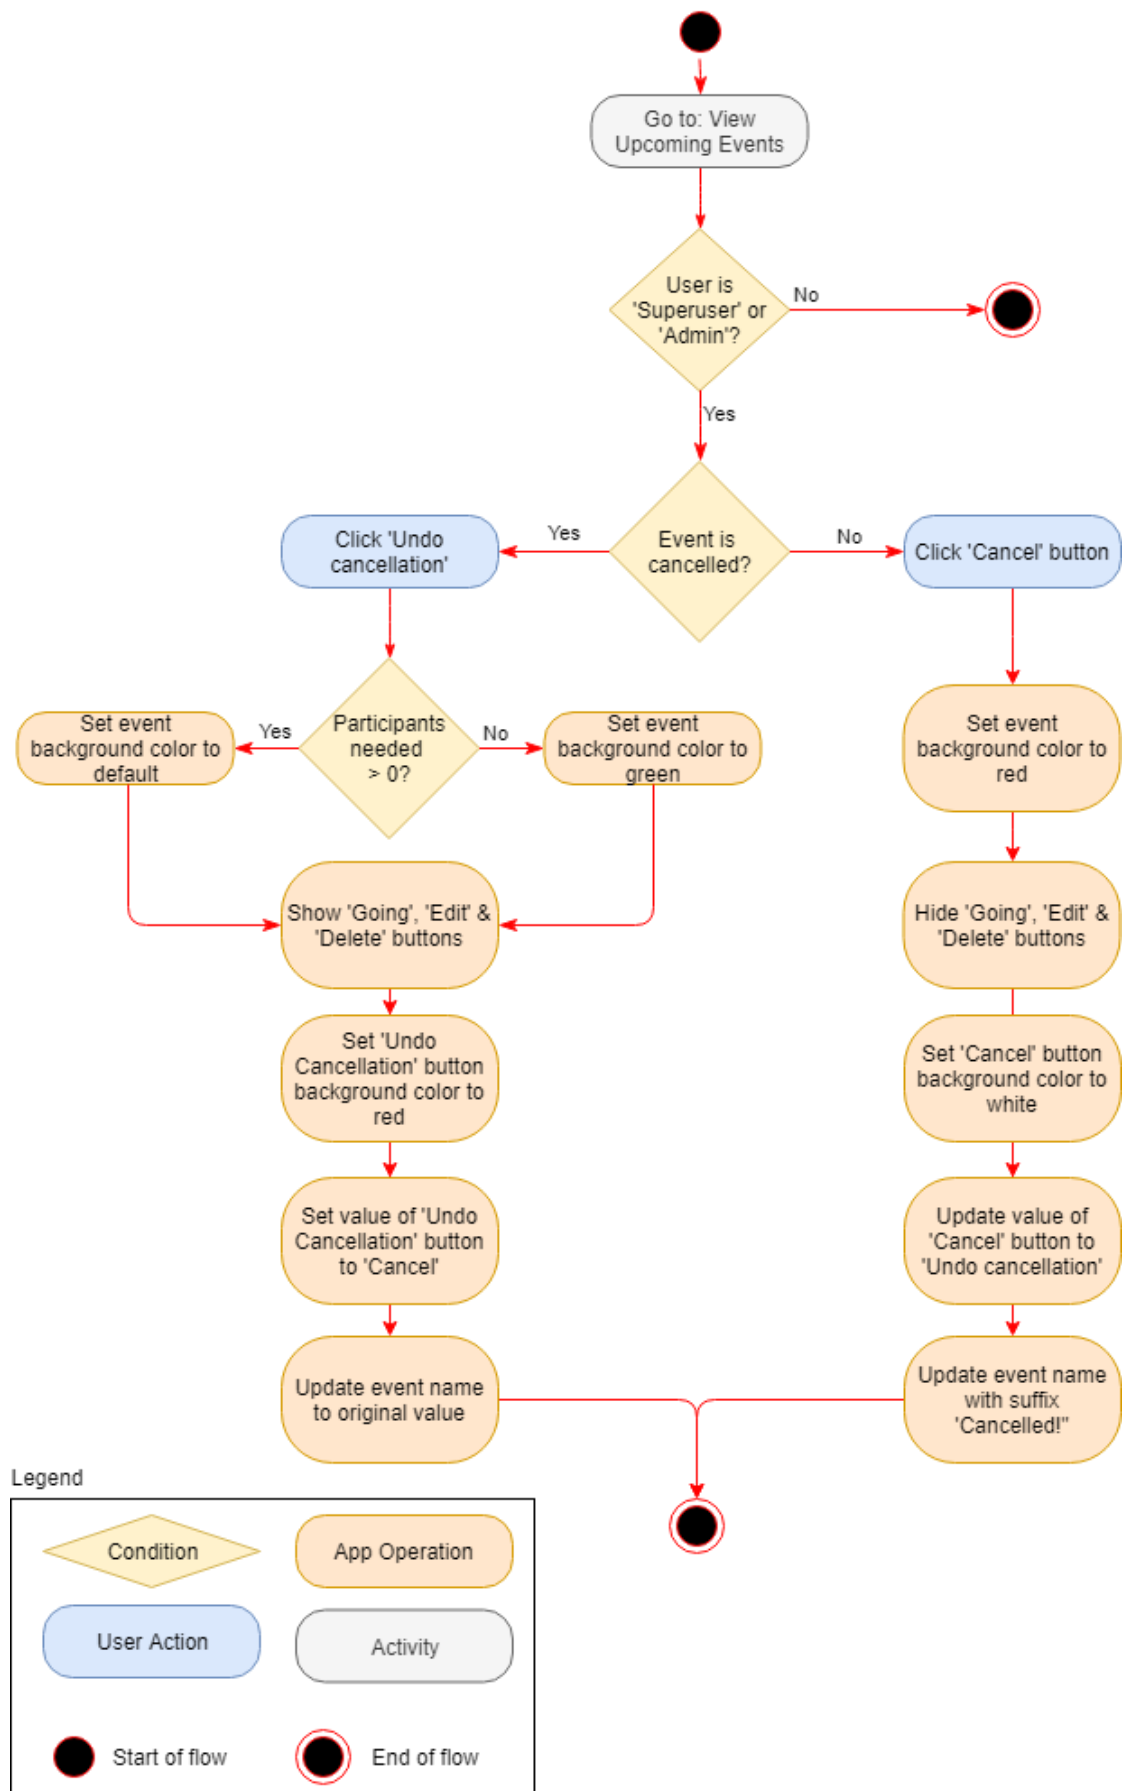 Go to: View
Upcoming Events
User is
'Superuser' or
'Admin'?
No
Yes
Event is
cancelled?
Yes
No
Click 'Undo
cancellation'
Click 'Cancel' button
Participants
needed
> 0?
Yes
No
Set event
background color to
default
Set event
background color to
green
Set event
background color to
red
Show 'Going', 'Edit' &
'Delete' buttons
Hide 'Going', 'Edit' &
'Delete' buttons
Set 'Undo
Cancellation' button
background color to
red
Set 'Cancel' button
background color to
white
Set value of 'Undo
Cancellation' button
to 'Cancel'
Update value of
'Cancel' button to
'Undo cancellation'
Update event name
to original value
Update event name
with suffix
'Cancelled!"
Legend
Condition
App Operation
User Action
Activity
Start of flow
End of flow